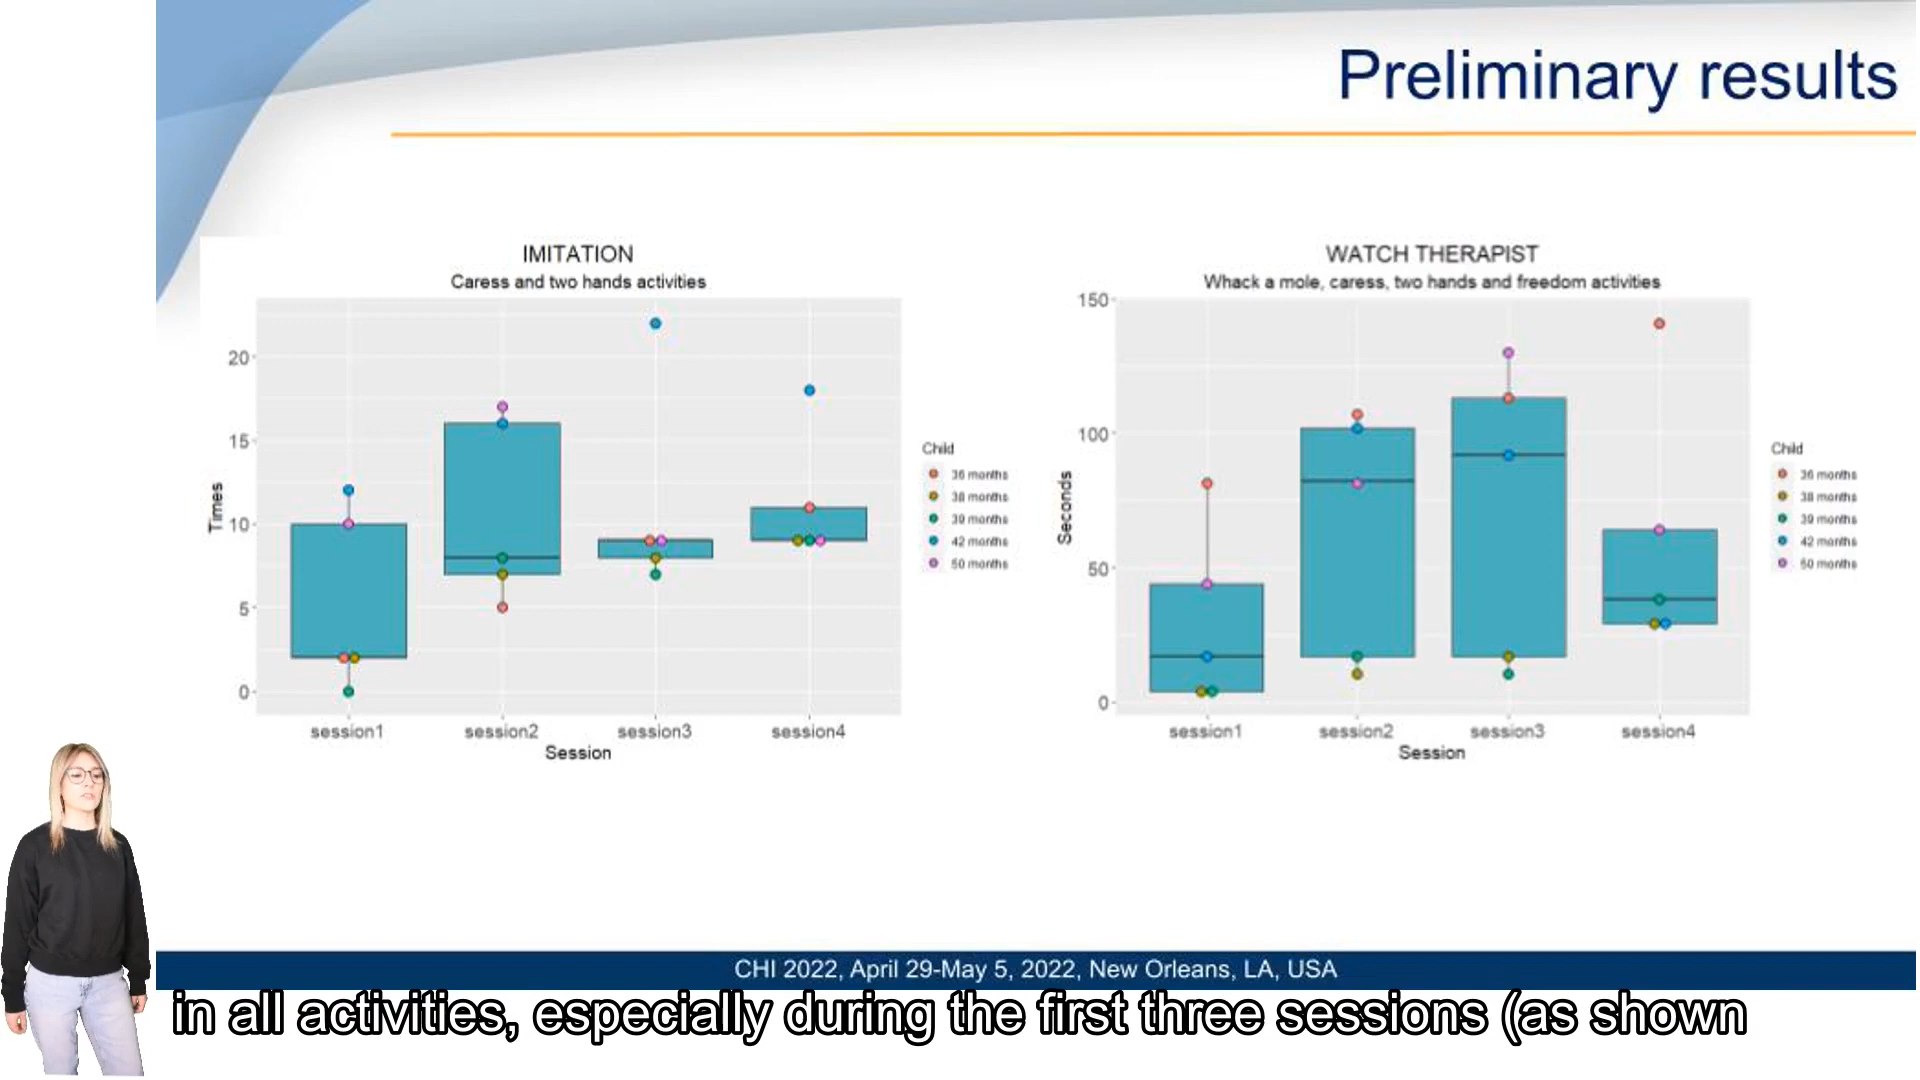 Preliminary results
IMITATION
Caress and two hands activities
Times
20
15
10
5
0
session1 session2 session3 session4
Session
Child
36 months
38 months
39 months
42 months
50 months
WATCH THERAPIST
Whack a mole, caress, two hands and freedom activities
Seconds
150
100
50
0
session1 session2 session3 session4
Session
Child
36 months
38 months
39 months
42 months
50 months
CHI 2022, April 29-May 5, 2022, New Orleans, LA, USA
in all activities, especially during the first three sessions (as shown